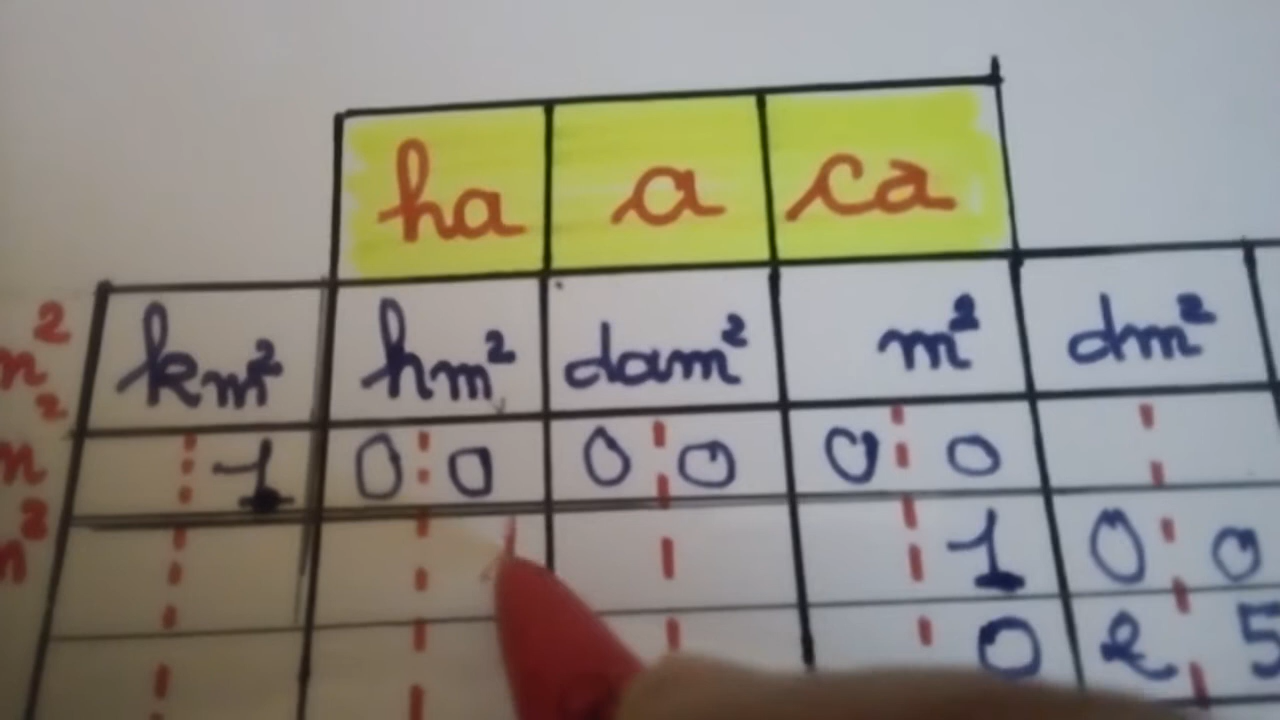 ha a ca
km² hm² dam² m² dm²
1 0 0 0 0 0 0
1 0 0
0 2 5